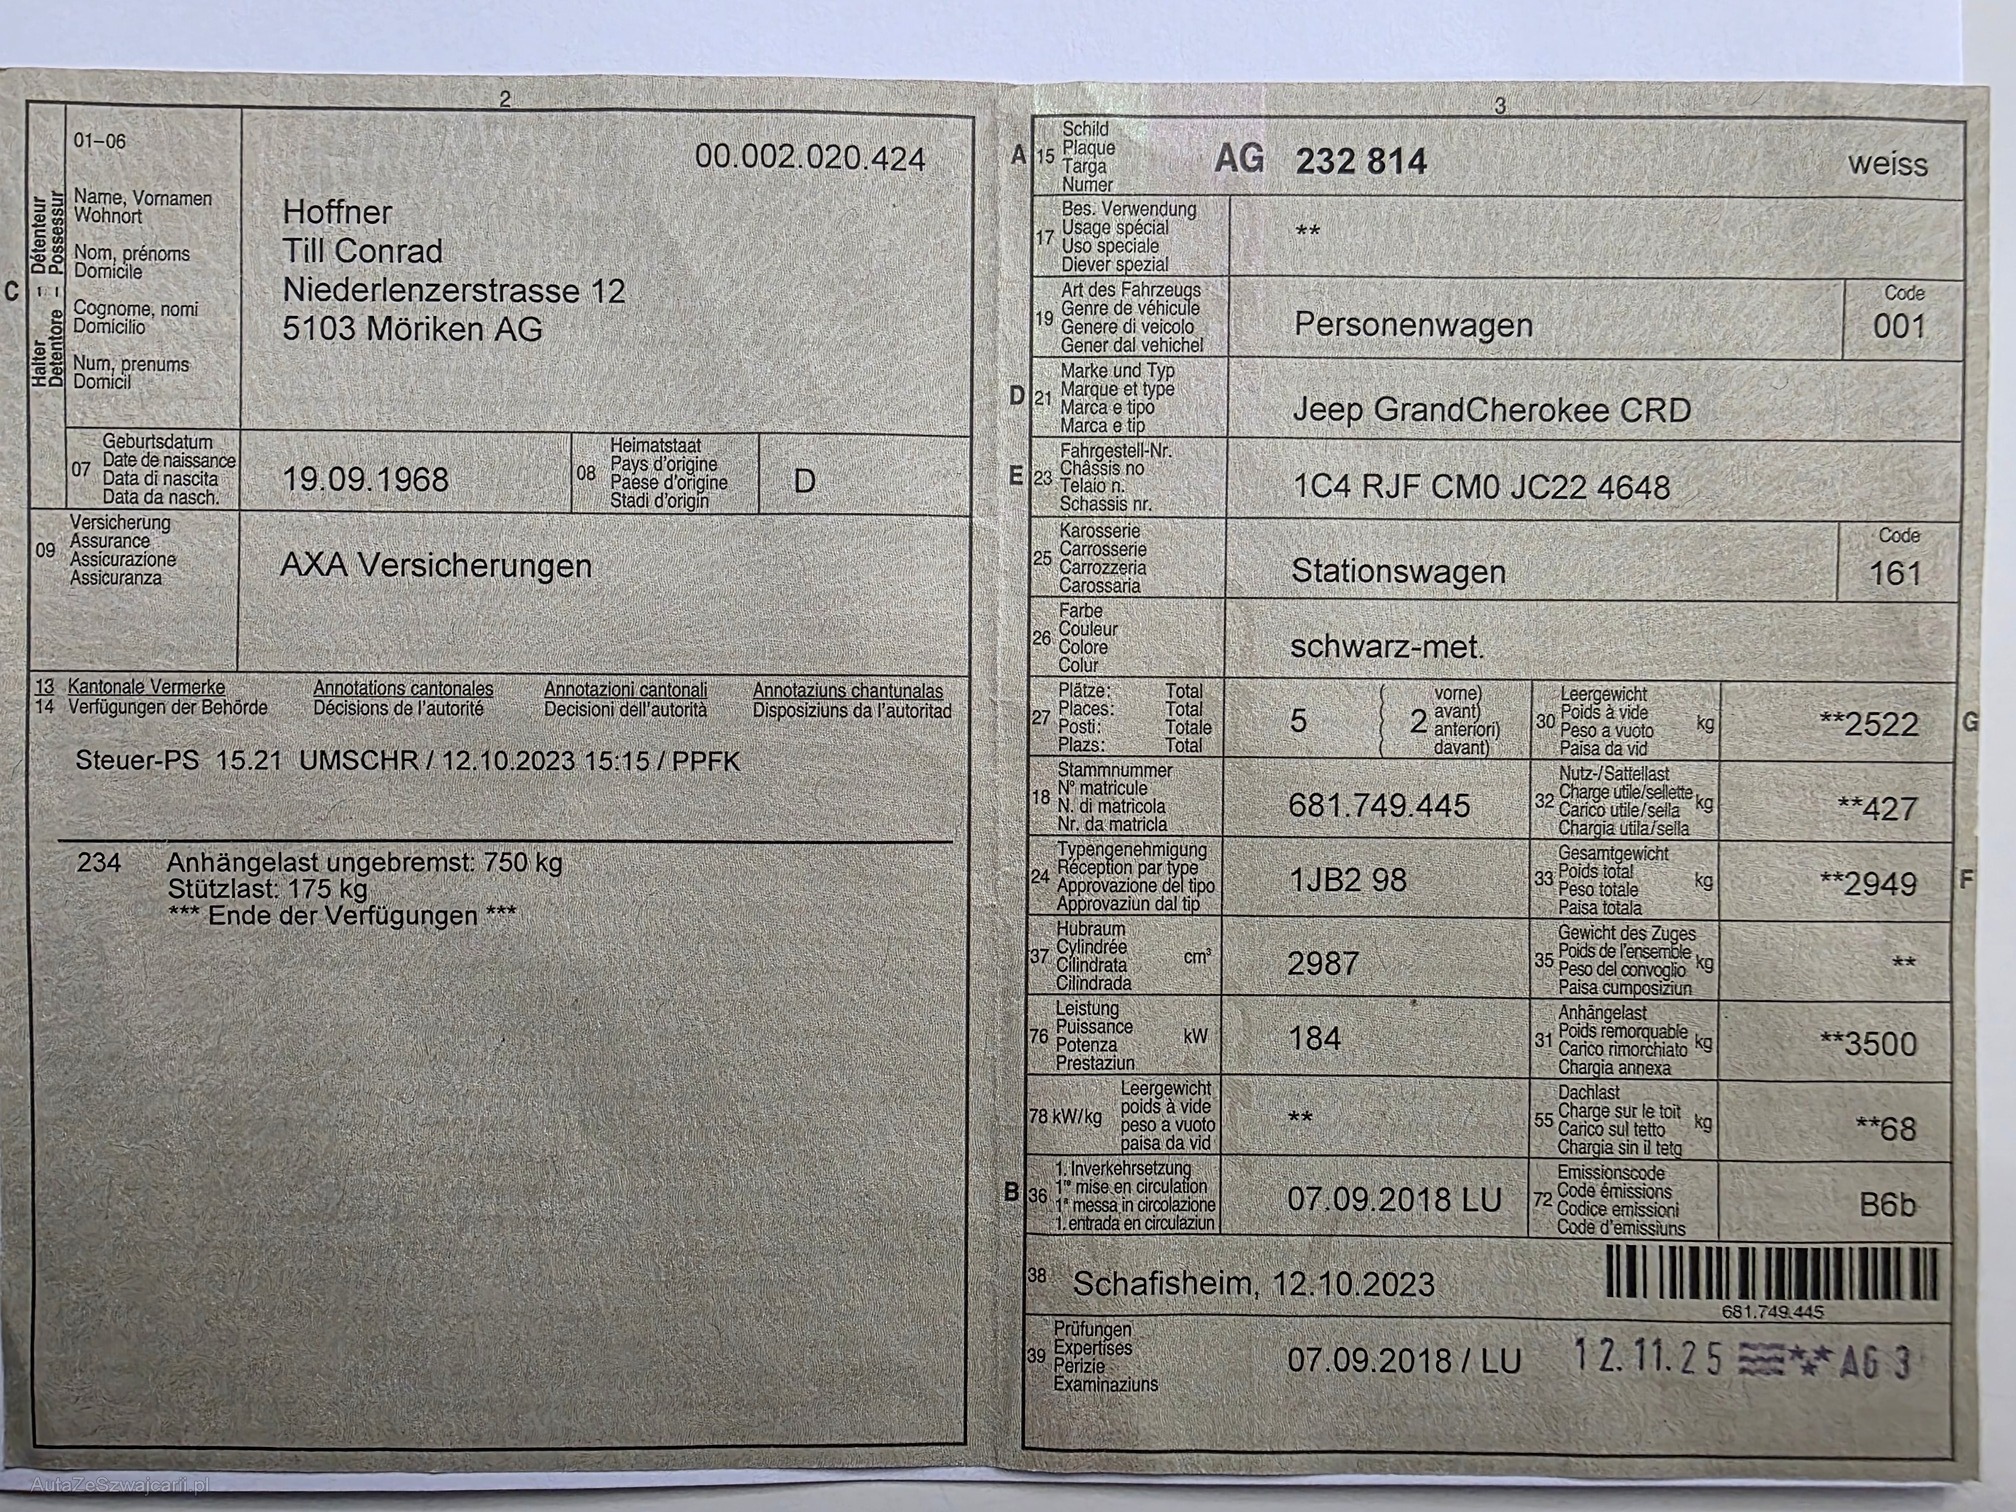 2
01–06
00.002.020.424
Halter Détenteur
Detentore Possessur
C
Name, Vornamen
Wohnort
Nom, prénoms
Domicile
Cognome, nomi
Domicilio
Num, prenums
Domicil
Hoffner
Till Conrad
Niederlenzerstrasse 12
5103 Möriken AG
07
Geburtsdatum
Date de naissance
Data di nascita
Data da nasch.
19.09.1968
08
Heimatstaat
Pays d'origine
Paese d'origine
Stadi d'origin
D
09
Versicherung
Assurance
Assicurazione
Assicuranza
AXA Versicherungen
13 Kantonale Vermerke Annotations cantonales Annotazioni cantonali Annotaziuns chantunalas
14 Verfügungen der Behörde Décisions de l'autorité Decisioni dell'autorità Disposiziuns da l'autoritad
Steuer-PS 15.21 UMSCHR / 12.10.2023 15:15 / PPFK
234 Anhängelast ungebremst: 750 kg
Stützlast: 175 kg
*** Ende der Verfügungen ***
3
A 15
Schild
Plaque
Targa
Numer
AG 232 814 weiss
17
Bes. Verwendung
Usage spécial
Uso speciale
Diever spezial
**
19
Art des Fahrzeugs
Genre de véhicule
Genere di veicolo
Gener dal vehichel
Personenwagen
Code
001
D 21
Marke und Typ
Marque et type
Marca e tipo
Marca e tip
Jeep GrandCherokee CRD
E 23
Fahrgestell-Nr.
Châssis no
Telaio n.
Schassis nr.
1C4 RJF CM0 JC22 4648
25
Karosserie
Carrosserie
Carrozzeria
Carossaria
Stationswagen
Code
161
26
Farbe
Couleur
Colore
Colur
schwarz-met.
27
Plätze: Total
Places: Total
Posti: Totale
Plazs: Total
5
( 2 vorne)
( avant)
( anteriori)
( davant)
30
Leergewicht
Poids à vide
Peso a vuoto
Paisa da vid
kg
**2522
G
18
Stammnummer
N° matricule
N. di matricola
Nr. da matricla
681.749.445
32
Nutz-/Sattellast
Charge utile/sellette
Carico utile/sella
Chargia utila/sella
kg
**427
24
Typengenehmigung
Réception par type
Approvazione del tipo
Approvaziun dal tip
1JB2 98
33
Gesamtgewicht
Poids total
Peso totale
Paisa totala
kg
**2949
F
37
Hubraum
Cylindrée
Cilindrata
Cilindrada
cm³
2987
35
Gewicht des Zuges
Poids de l'ensemble
Peso del convoglio
Paisa cumposiziun
kg
**
76
Leistung
Puissance
Potenza
Prestaziun
kW
184
31
Anhängelast
Poids remorquable
Carico rimorchiato
Chargia annexa
kg
**3500
78 kW/kg
Leergewicht
poids à vide
peso a vuoto
paisa da vid
**
55
Dachlast
Charge sur le toit
Carico sul tetto
Chargia sin il tetg
kg
**68
B 36
1. Inverkehrsetzung
1re mise en circulation
1a messa in circolazione
1. entrada en circulaziun
07.09.2018 LU
72
Emissionscode
Code émissions
Codice emissioni
Code d'emissiuns
B6b
38
Schafisheim, 12.10.2023
681.749.445
39
Prüfungen
Expertises
Perizie
Examinaziuns
07.09.2018 / LU
12.11.25 AG 3
AutaZeSzwajcarii.pl